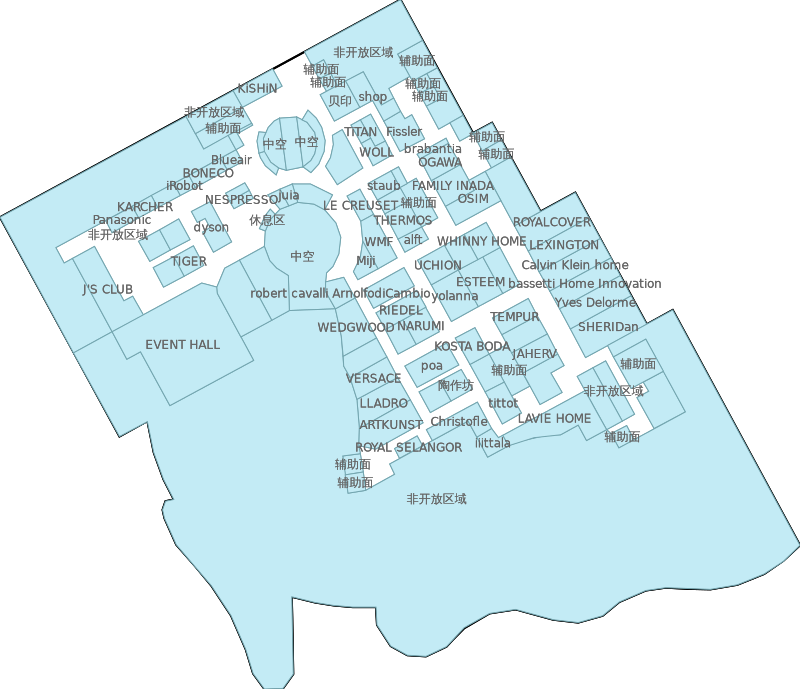 非开放区域
辅助面
辅助面
辅助面
KiSHIN
辅助面
辅助面
贝印
shop
非开放区域
辅助面
TITAN
Fissler
辅助面
中空
中空
WOLL
brabantia
辅助面
Blueair
OGAWA
BONECO
iRobot
staub
FAMILY INADA
NESPRESSO
Jula
LE CREUSET
辅助面
OSIM
KARCHER
Panasonic
休息区
THERMOS
ROYALCOVER
非开放区域
dyson
WMF
alft
WHINNY HOME
LEXINGTON
中空
TIGER
Miji
UCHION
Calvin Klein home
J'S CLUB
robert cavalli
ArnolfodiCambio
yolanna
ESTEEM
bassetti Home Innovation
Yves Delorme
RIEDEL
TEMPUR
WEDGWOOD
NARUMI
SHERIDan
EVENT HALL
KOSTA BODA
JAHERV
poa
辅助面
辅助面
VERSACE
陶作坊
非开放区域
LLADRO
tittot
ARTKUNST
Christofle
LAVIE HOME
ROYAL SELANGOR
Iittala
辅助面
辅助面
辅助面
非开放区域